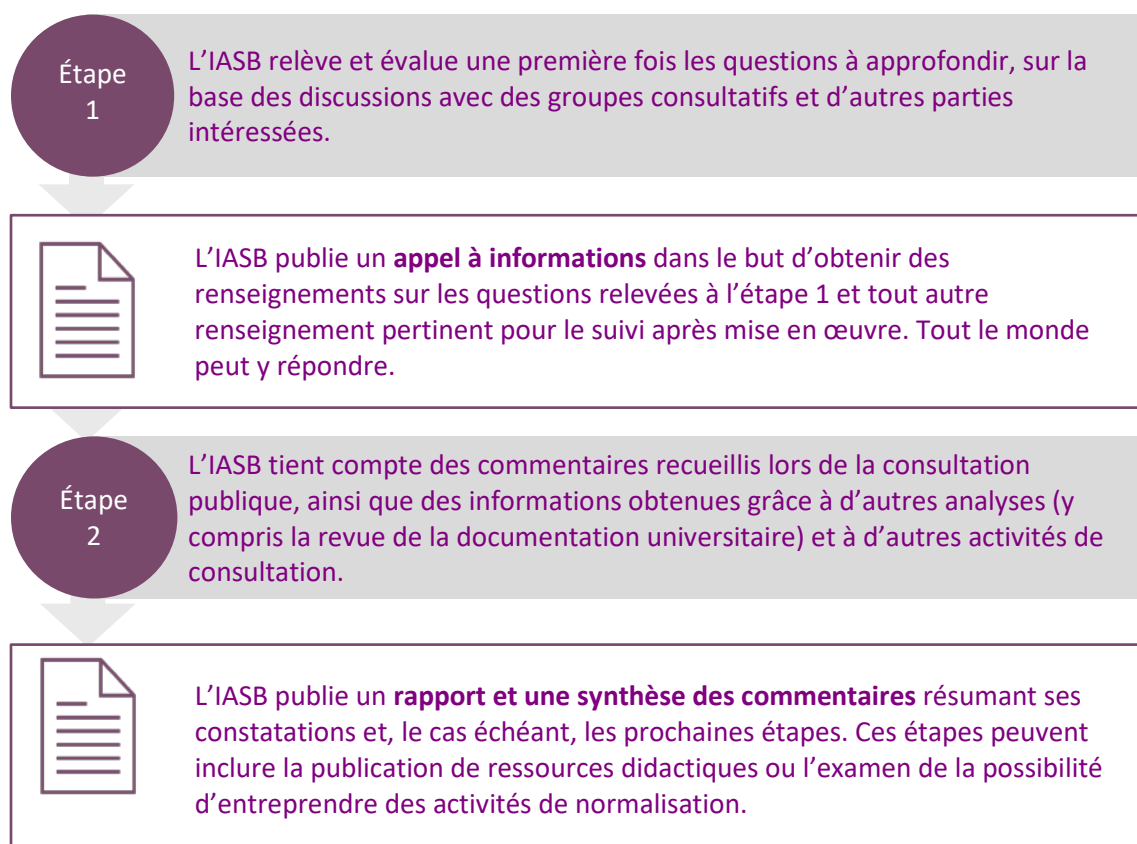 Étape
1
L’IASB relève et évalue une première fois les questions à approfondir, sur la
base des discussions avec des groupes consultatifs et d’autres parties
intéressées.
L’IASB publie un appel à informations dans le but d’obtenir des
renseignements sur les questions relevées à l’étape 1 et tout autre
renseignement pertinent pour le suivi après mise en œuvre. Tout le monde
peut y répondre.
Étape
2
L’IASB tient compte des commentaires recueillis lors de la consultation
publique, ainsi que des informations obtenues grâce à d’autres analyses (y
compris la revue de la documentation universitaire) et à d’autres activités de
consultation.
L’IASB publie un rapport et une synthèse des commentaires résumant ses
constatations et, le cas échéant, les prochaines étapes. Ces étapes peuvent
inclure la publication de ressources didactiques ou l’examen de la possibilité
d’entreprendre des activités de normalisation.